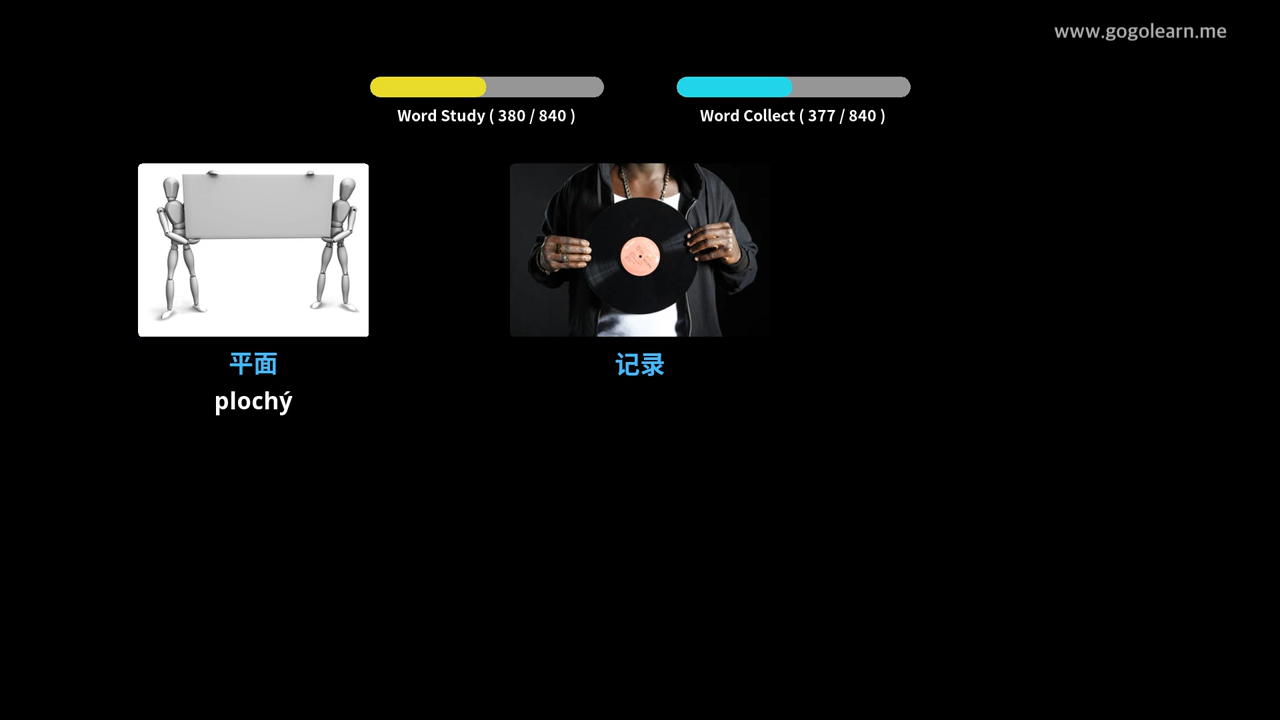 www.gogolearn.me
Word Study ( 380 / 840 )
Word Collect ( 377 / 840 )
平面
plochý
记录